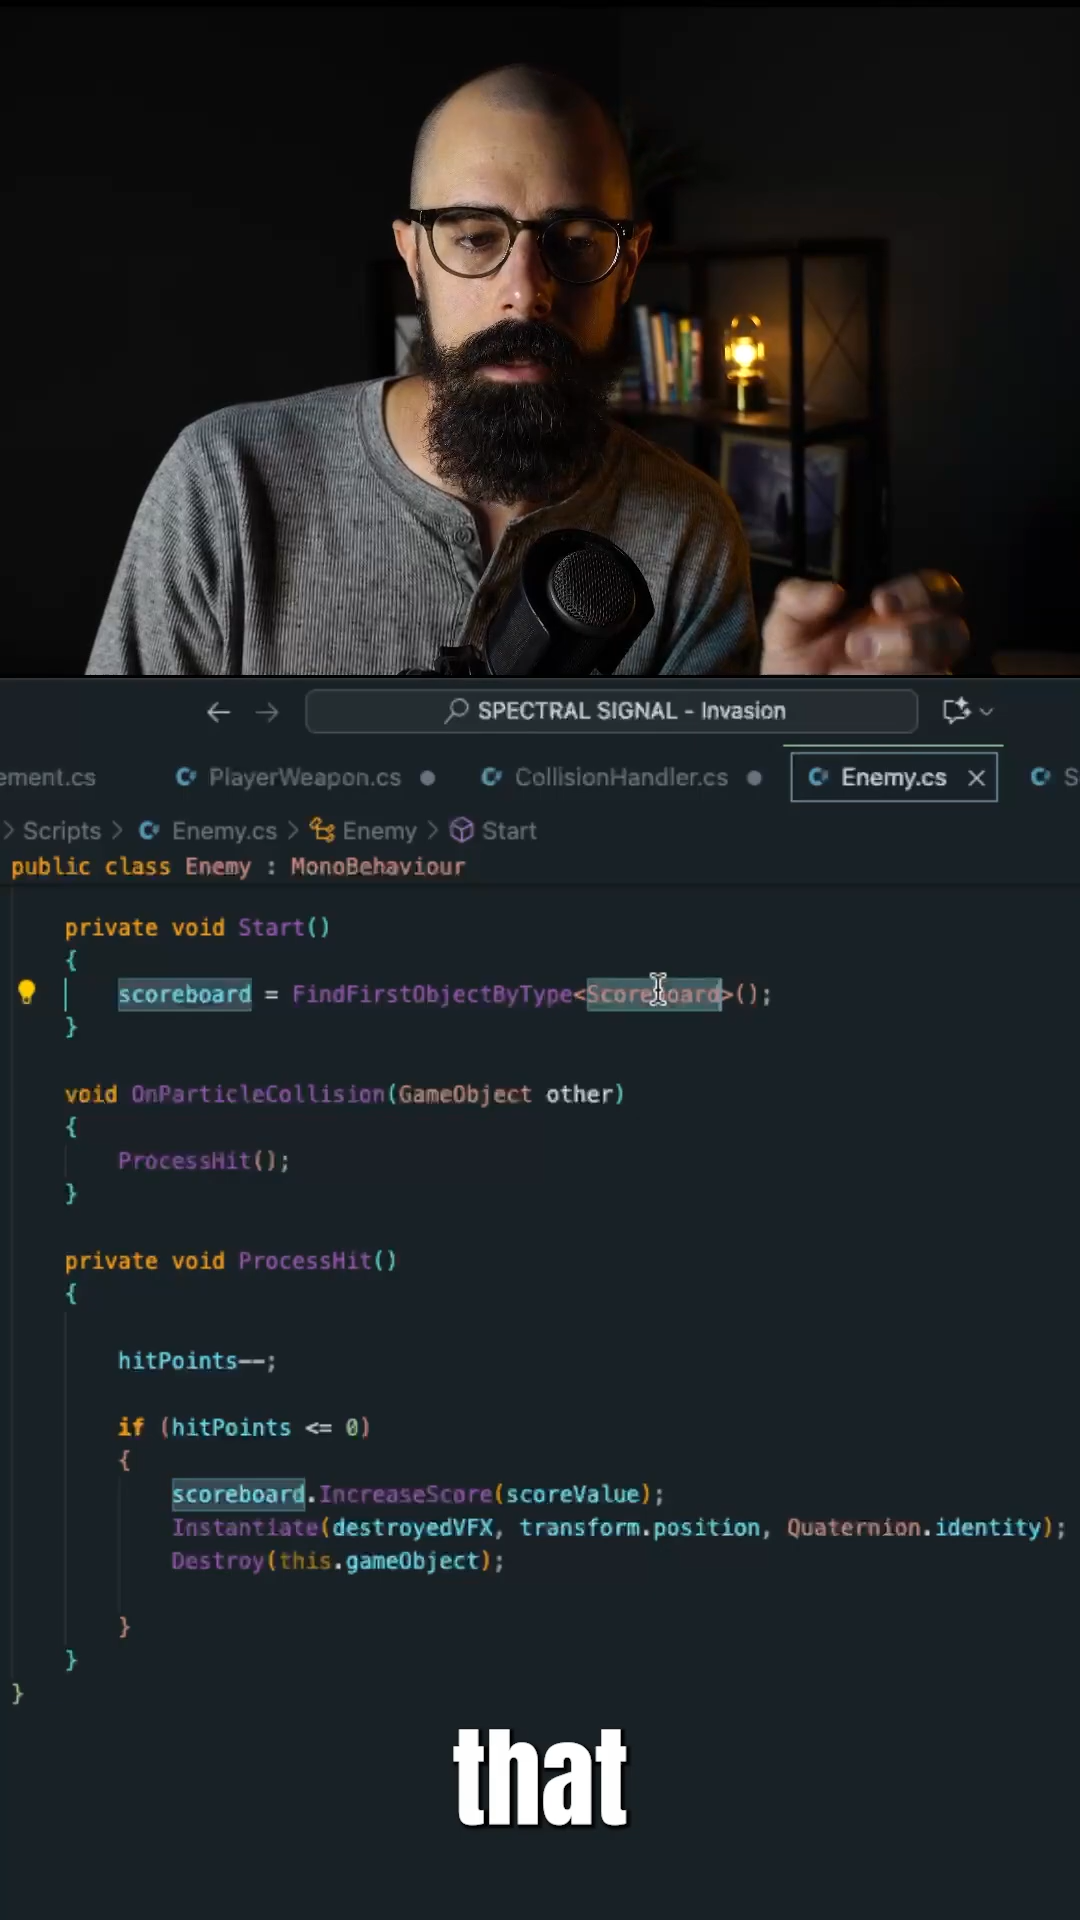 SPECTRAL SIGNAL - Invasion
ement.cs PlayerWeapon.cs CollisionHandler.cs Enemy.cs S
Scripts > Enemy.cs > Enemy > Start
public class Enemy : MonoBehaviour
private void Start()
{
scoreboard = FindFirstObjectByType<Scoreboard>();
}
void OnParticleCollision(GameObject other)
{
ProcessHit();
}
private void ProcessHit()
{
hitPoints--;
if (hitPoints <= 0)
{
scoreboard.IncreaseScore(scoreValue);
Instantiate(destroyedVFX, transform.position, Quaternion.identity);
Destroy(this.gameObject);
}
}
}
that